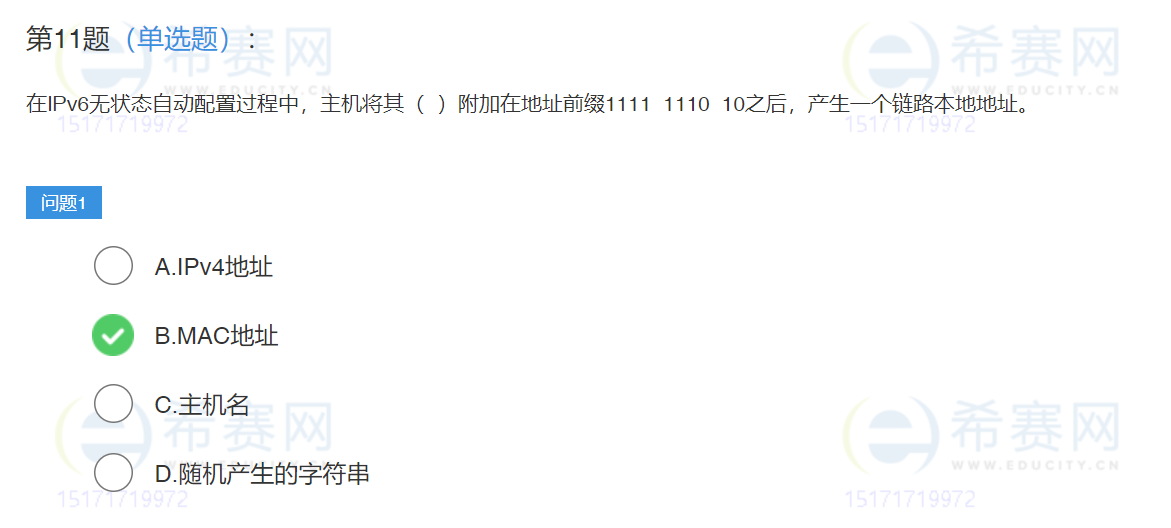 第11题（单选题）：
希赛网
希赛网
WWW.EDUCITY.CN
WWW.EDUCITY.CN
在IPv6无状态自动配置过程中，主机将其（ ）附加在地址前缀1111 1110 10之后，产生一个链路本地地址。
15171719972
15171719972
问题1
A.IPv4地址
B.MAC地址
C.主机名
希赛网
希赛网
WWW.EDUCITY.CN
WWW.EDUCITY.CN
D.随机产生的字符串
15171719972
15171719972